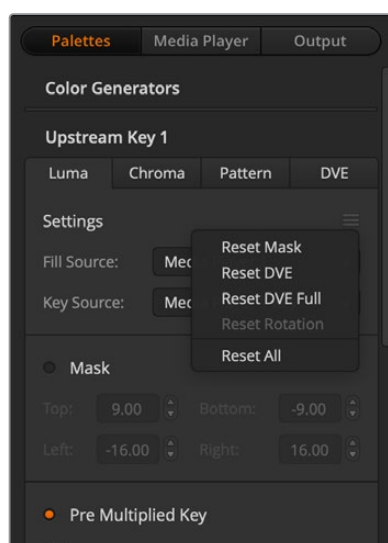 Palettes Media Player Output
Color Generators
Upstream Key 1
Luma Chroma Pattern DVE
Settings
Reset Mask
Reset DVE
Reset DVE Full
Reset Rotation
Reset All
Fill Source: Med
Key Source: Med
Mask
Top: 9.00 Bottom: -9.00
Left: -16.00 Right: 16.00
Pre Multiplied Key